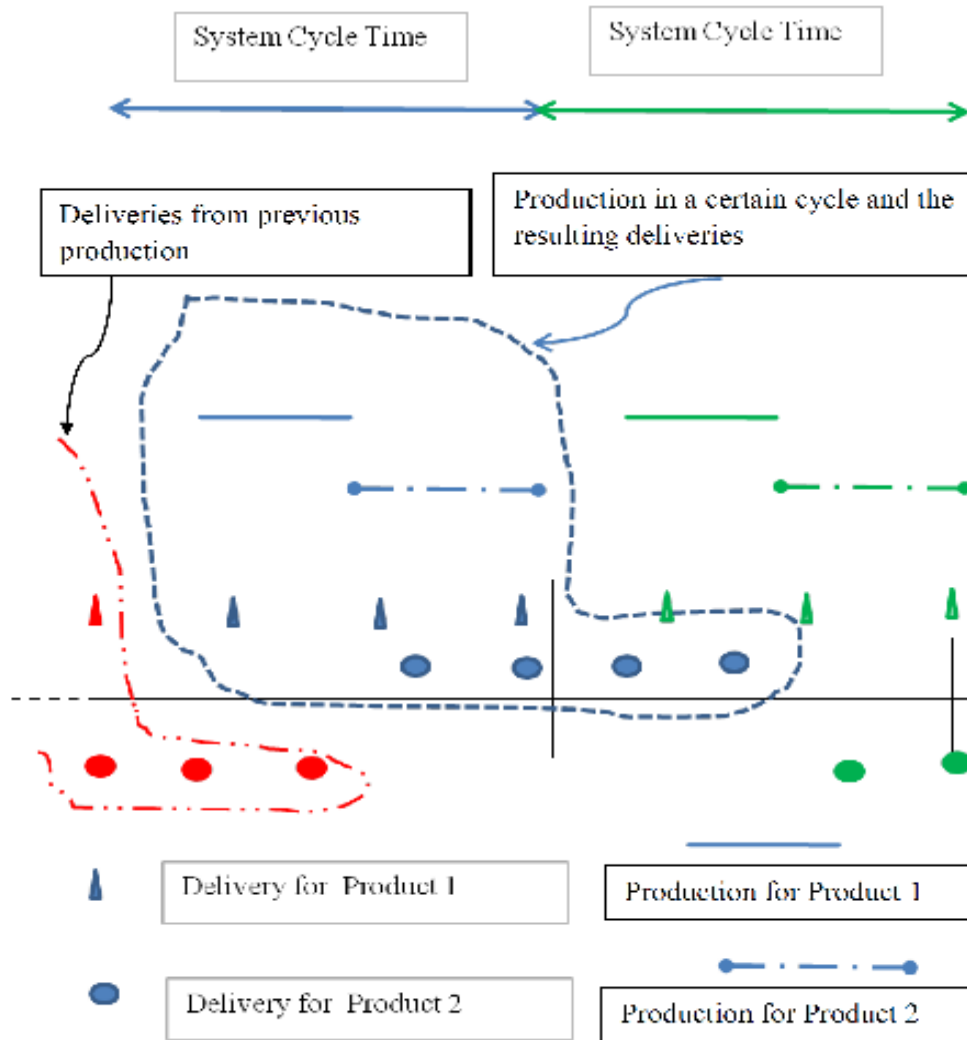 System Cycle Time
System Cycle Time
Deliveries from previous
production
Production in a certain cycle and the
resulting deliveries
Delivery for Product 1
Production for Product 1
Delivery for Product 2
Production for Product 2